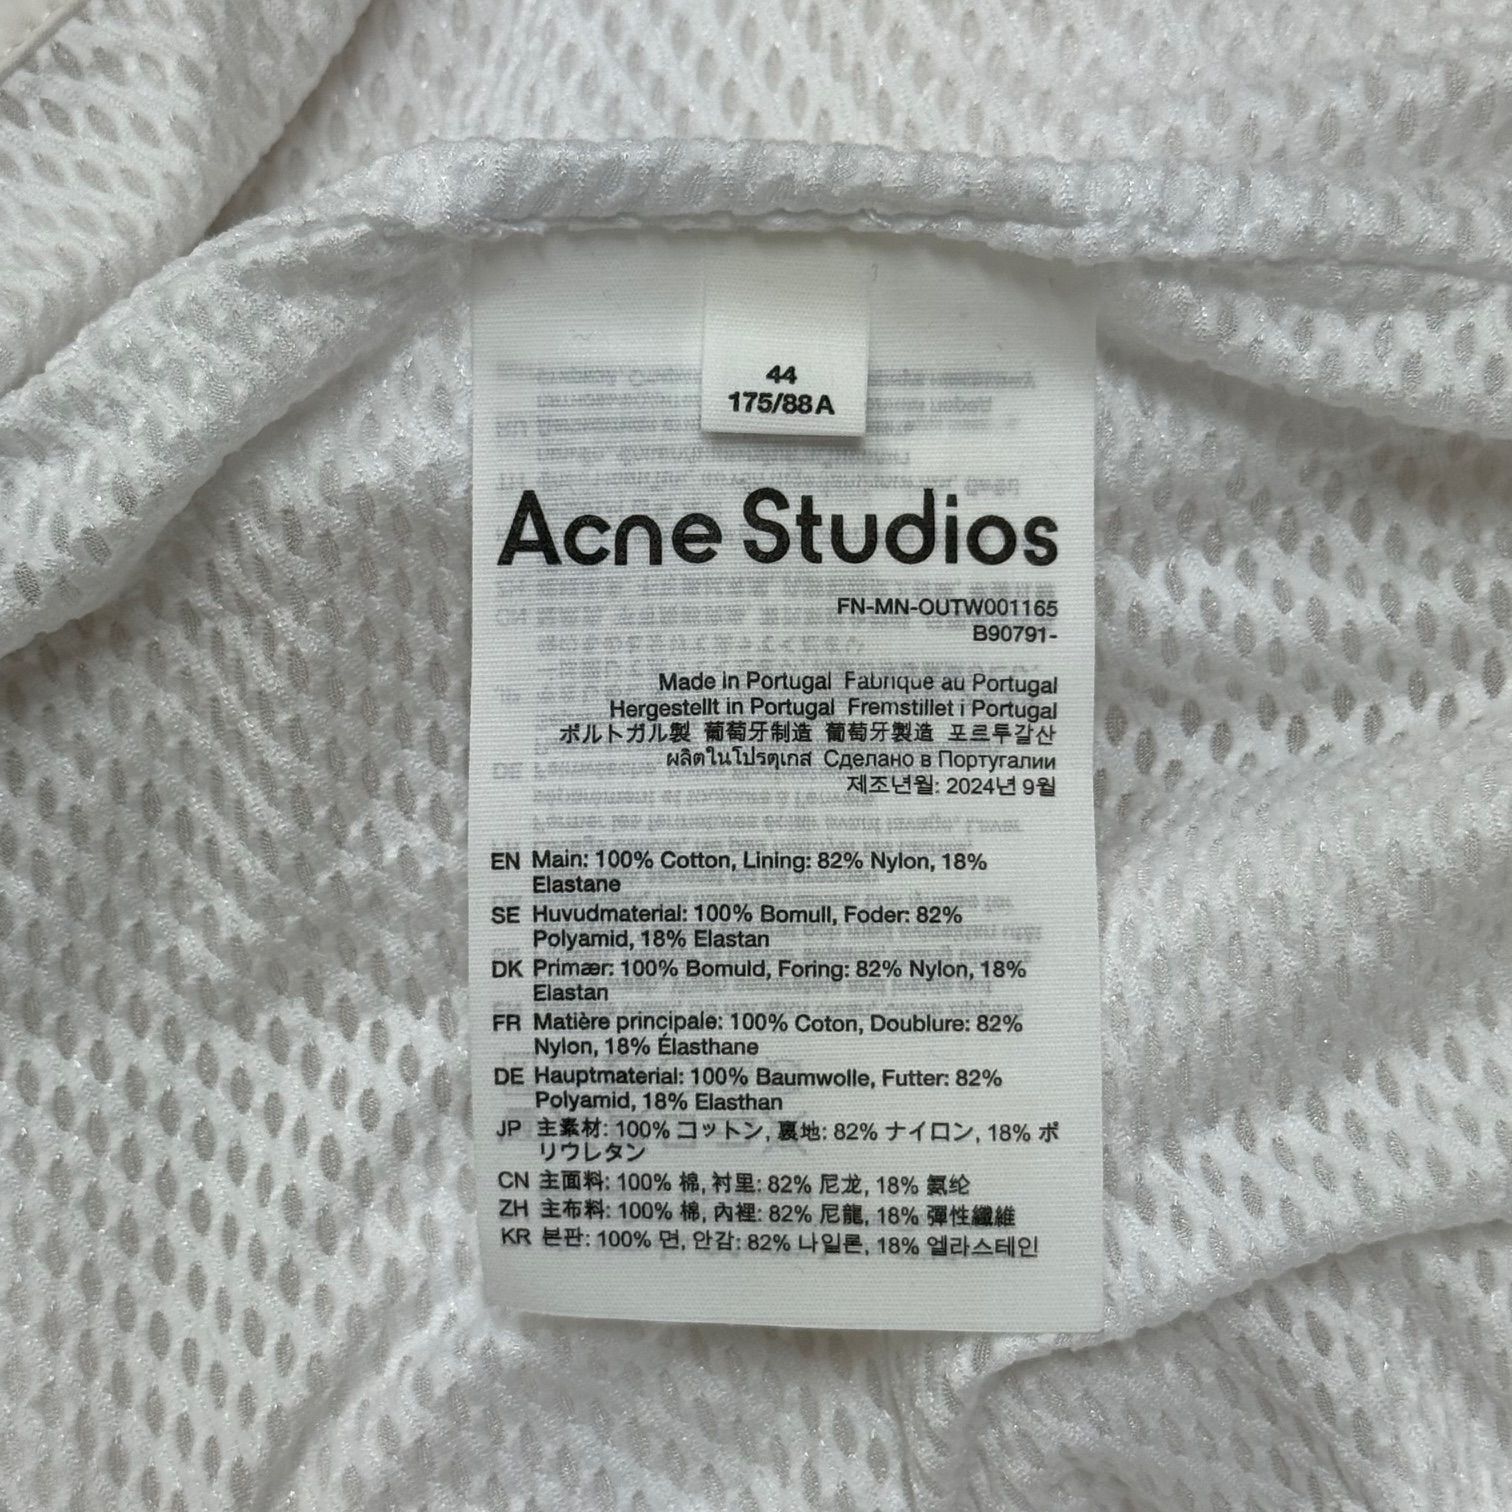 44
175/88A
Acne Studios
FN-MN-OUTW001165
B90791-
Made in Portugal Fabriqué au Portugal
Hergestellt in Portugal Fremstillet i Portugal
ポルトガル製 葡萄牙制造 葡萄牙製造 포르투갈산
ผลิตในโปรตุเกส Сделано в Португалии
제조년월: 2024년 9월
EN Main: 100% Cotton, Lining: 82% Nylon, 18%
Elastane
SE Huvudmaterial: 100% Bomull, Foder: 82%
Polyamid, 18% Elastan
DK Primær: 100% Bomuld, Foring: 82% Nylon, 18%
Elastan
FR Matière principale: 100% Coton, Doublure: 82%
Nylon, 18% Élasthane
DE Hauptmaterial: 100% Baumwolle, Futter: 82%
Polyamid, 18% Elasthan
JP 主素材: 100% コットン, 裏地: 82% ナイロン, 18% ポ
リウレタン
CN 主面料: 100% 棉, 衬里: 82% 尼龙, 18% 氨纶
ZH 主布料: 100% 棉, 內裡: 82% 尼龍, 18% 彈性纖維
KR 본판: 100% 면, 안감: 82% 나일론, 18% 엘라스테인